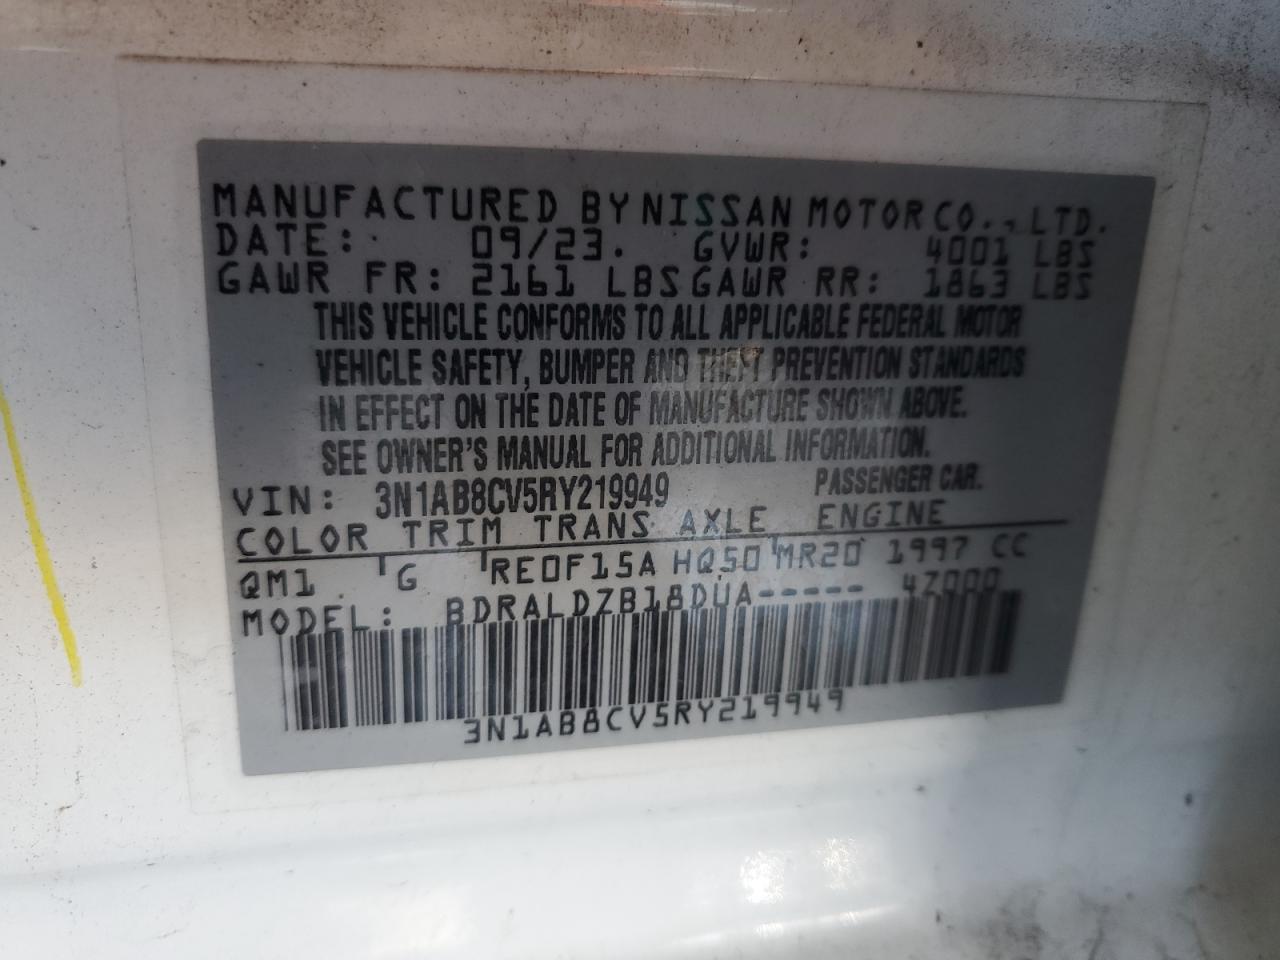 MANUFACTURED BY NISSAN MOTOR CO., LTD.
DATE: 09/23. GVWR: 4001 LBS
GAWR FR: 2161 LBS GAWR RR: 1863 LBS
THIS VEHICLE CONFORMS TO ALL APPLICABLE FEDERAL MOTOR
VEHICLE SAFETY, BUMPER AND THEFT PREVENTION STANDARDS
IN EFFECT ON THE DATE OF MANUFACTURE SHOWN ABOVE.
SEE OWNER'S MANUAL FOR ADDITIONAL INFORMATION.
VIN: 3N1AB8CV5RY219949 PASSENGER CAR.
COLOR TRIM TRANS AXLE ENGINE
QM1 G RE0F15A HQ50 MR20 1997 CC
MODEL: BDRALDZB18DUA----- 4Z000
3N1AB8CV5RY219949